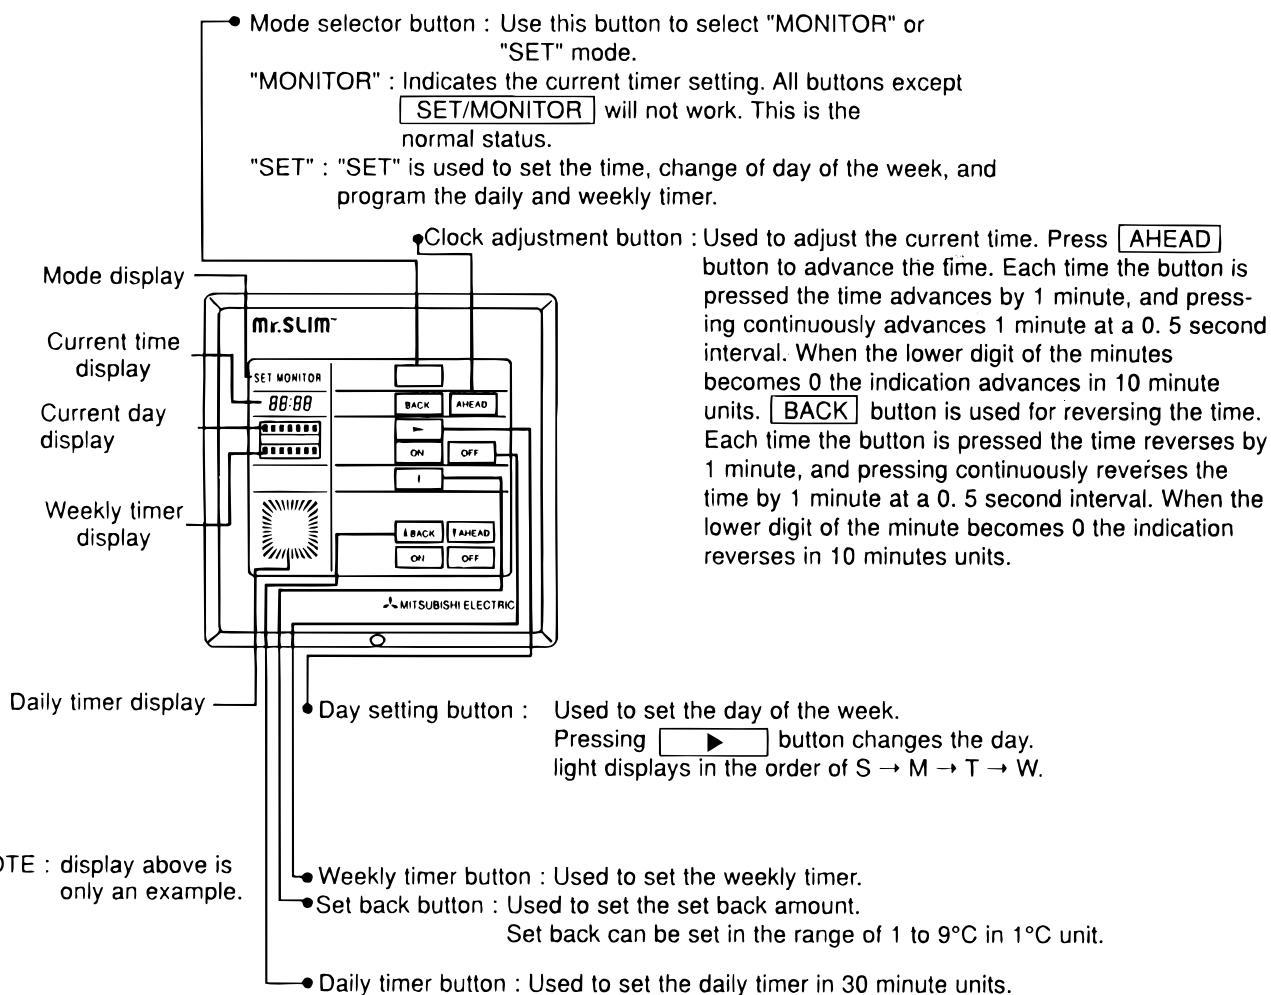 Mode selector button : Use this button to select "MONITOR" or
"SET" mode.
"MONITOR" : Indicates the current timer setting. All buttons except
SET/MONITOR will not work. This is the
normal status.
"SET" : "SET" is used to set the time, change of day of the week, and
program the daily and weekly timer.
Clock adjustment button : Used to adjust the current time. Press AHEAD
button to advance the time. Each time the button is
pressed the time advances by 1 minute, and press-
ing continuously advances 1 minute at a 0. 5 second
interval. When the lower digit of the minutes
becomes 0 the indication advances in 10 minute
units. BACK button is used for reversing the time.
Each time the button is pressed the time reverses by
1 minute, and pressing continuously reverses the
time by 1 minute at a 0. 5 second interval. When the
lower digit of the minute becomes 0 the indication
reverses in 10 minutes units.
Mode display
Current time
display
Current day
display
Weekly timer
display
Daily timer display
Mr.SLIM™
SET MONITOR
88:88
BACK AHEAD
►
ON OFF
BACK AHEAD
ON OFF
MITSUBISHI ELECTRIC
Day setting button : Used to set the day of the week.
Pressing ► button changes the day.
light displays in the order of S → M → T → W.
OTE : display above is
only an example.
Weekly timer button : Used to set the weekly timer.
Set back button : Used to set the set back amount.
Set back can be set in the range of 1 to 9°C in 1°C unit.
Daily timer button : Used to set the daily timer in 30 minute units.